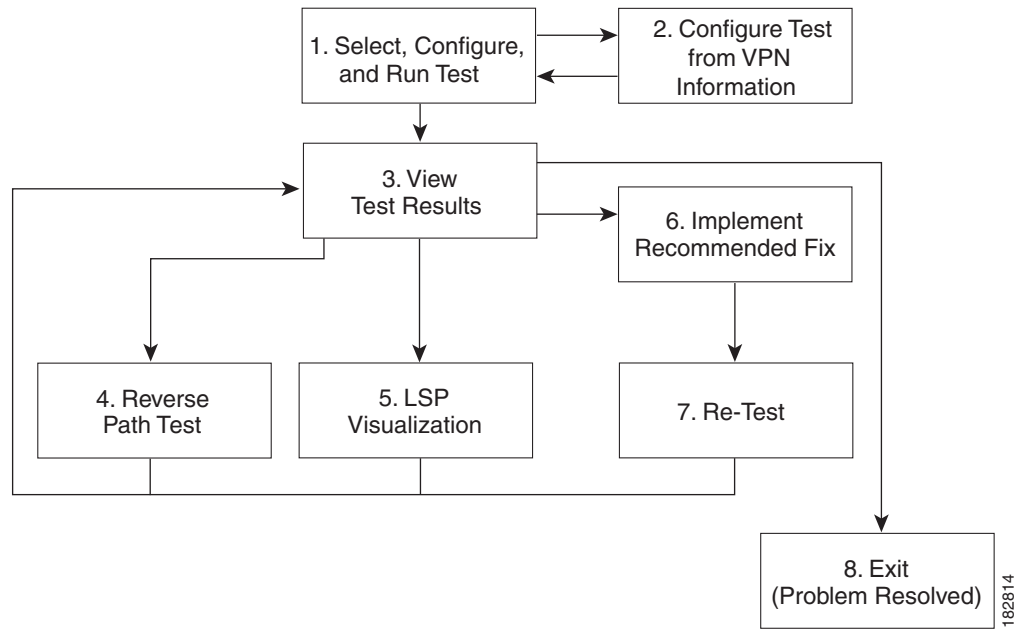 1. Select, Configure,
and Run Test
2. Configure Test
from VPN
Information
3. View
Test Results
6. Implement
Recommended Fix
4. Reverse
Path Test
5. LSP
Visualization
7. Re-Test
8. Exit
(Problem Resolved)
182814